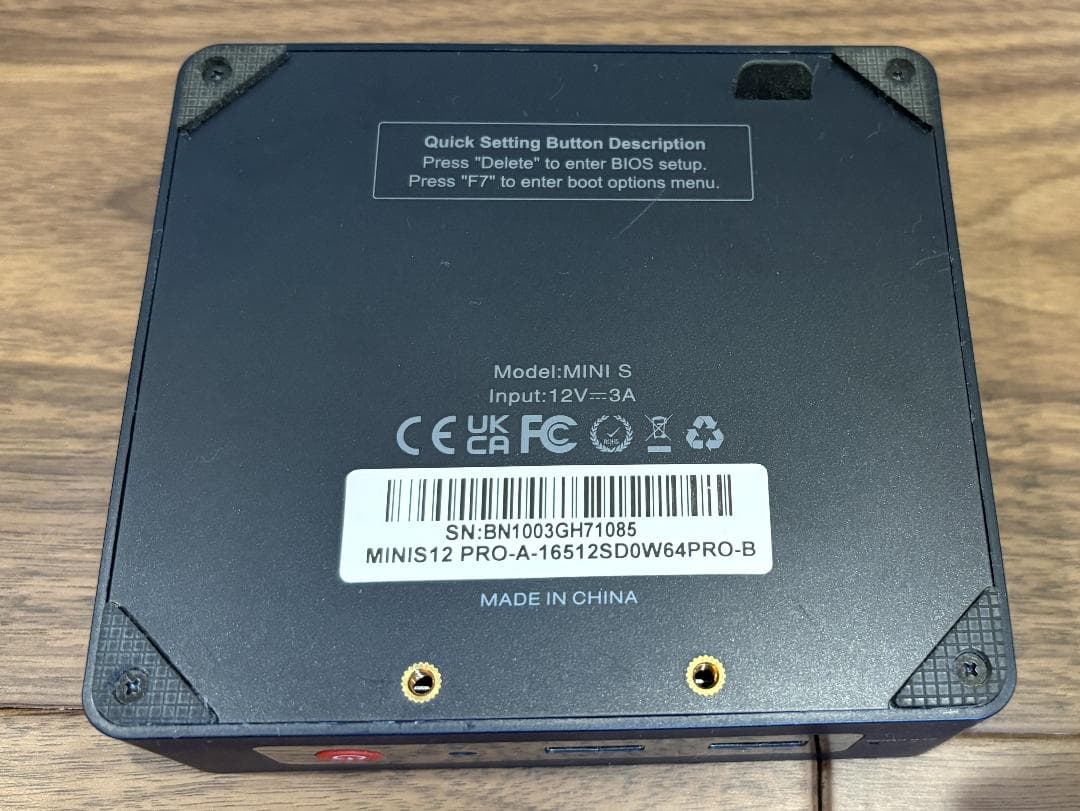 Quick Setting Button Description
Press "Delete" to enter BIOS setup.
Press "F7" to enter boot options menu.
Model:MINI S
Input:12V⎓3A
CE UK CA FC ROHS
SN:BN1003GH71085
MINIS12 PRO-A-16512SD0W64PRO-B
MADE IN CHINA